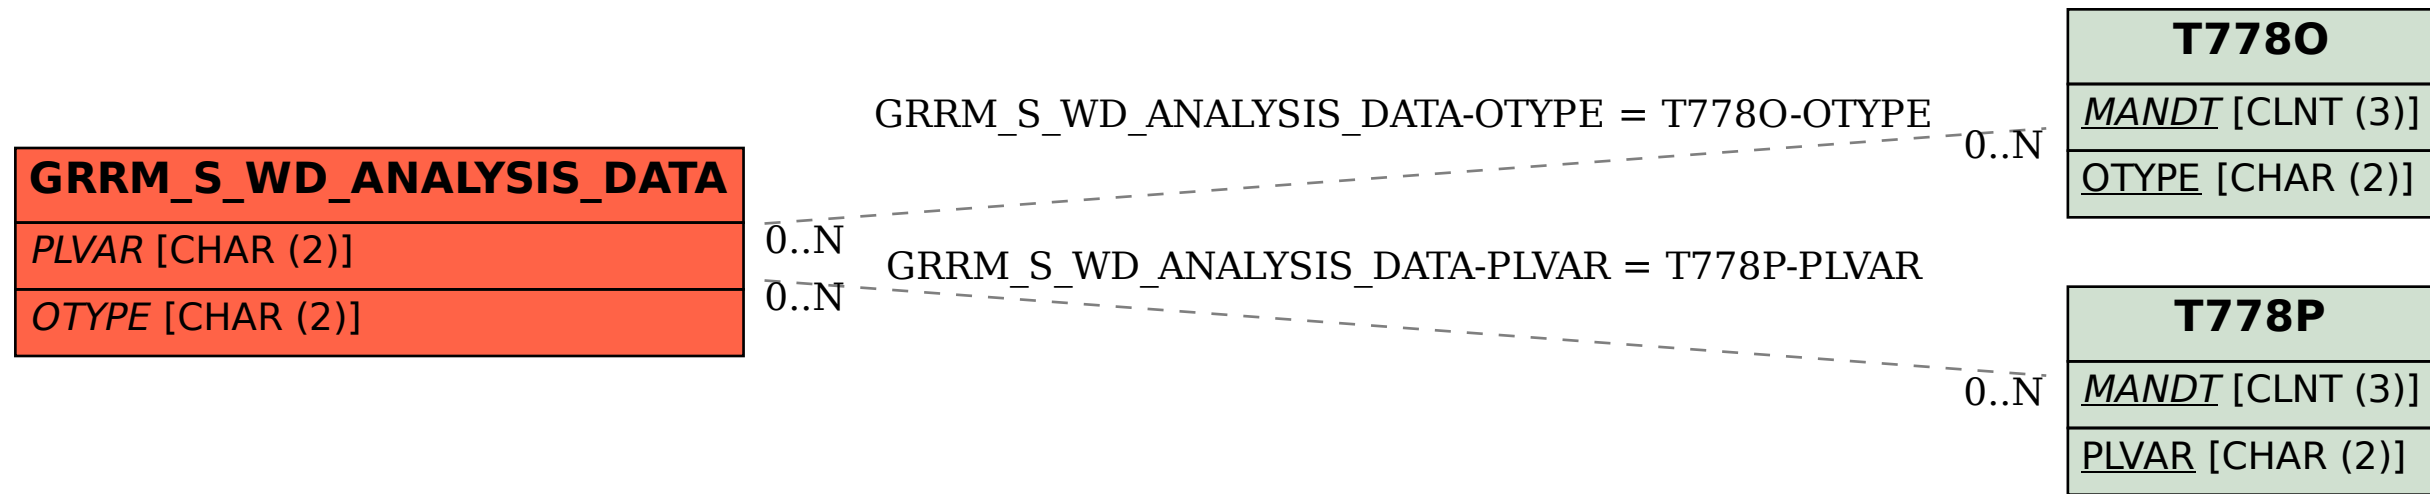 T778O
MANDT [CLNT (3)]
OTYPE [CHAR (2)]
GRRM_S_WD_ANALYSIS_DATA-OTYPE = T778O-OTYPE
0..N
GRRM_S_WD_ANALYSIS_DATA
PLVAR [CHAR (2)]
OTYPE [CHAR (2)]
0..N
0..N
GRRM_S_WD_ANALYSIS_DATA-PLVAR = T778P-PLVAR
0..N
T778P
MANDT [CLNT (3)]
PLVAR [CHAR (2)]